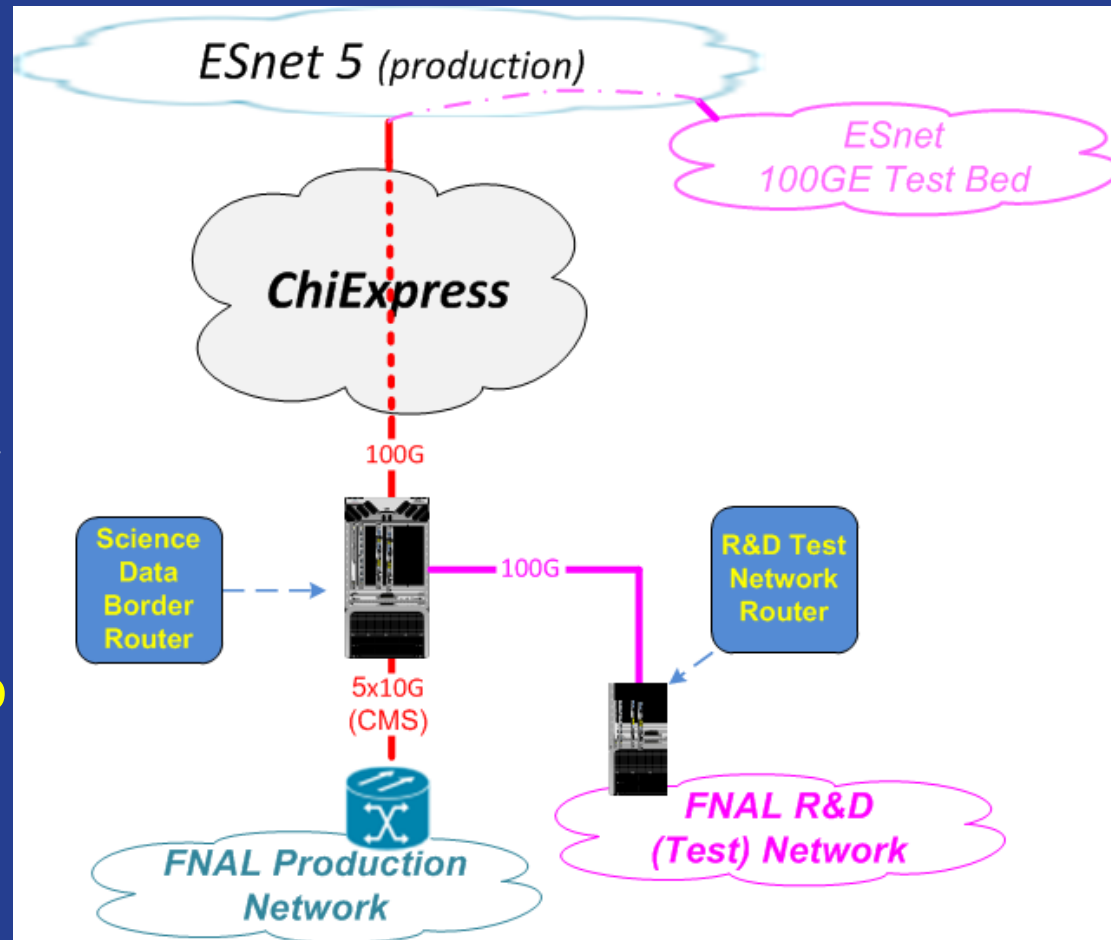 ESnet 5 (production)
ESnet
100GE Test Bed
ChiExpress
100G
Science
Data
Border
Router
100G
R&D Test
Network
Router
5x10G
(CMS)
FNAL R&D
(Test) Network
FNAL Production
Network